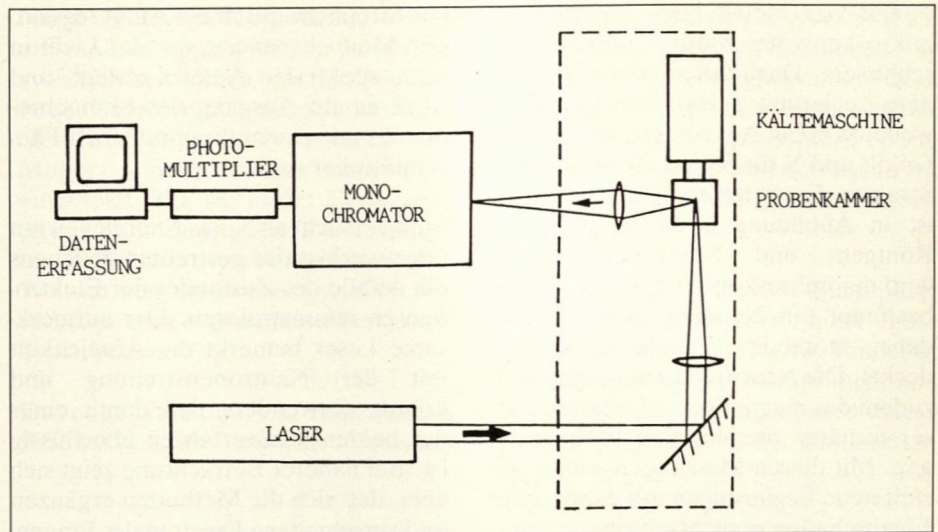 KÄLTEMASCHINE
PROBENKAMMER
PHOTO-
MULTIPLIER
MONO-
CHROMATOR
DATEN-
ERFASSUNG
LASER